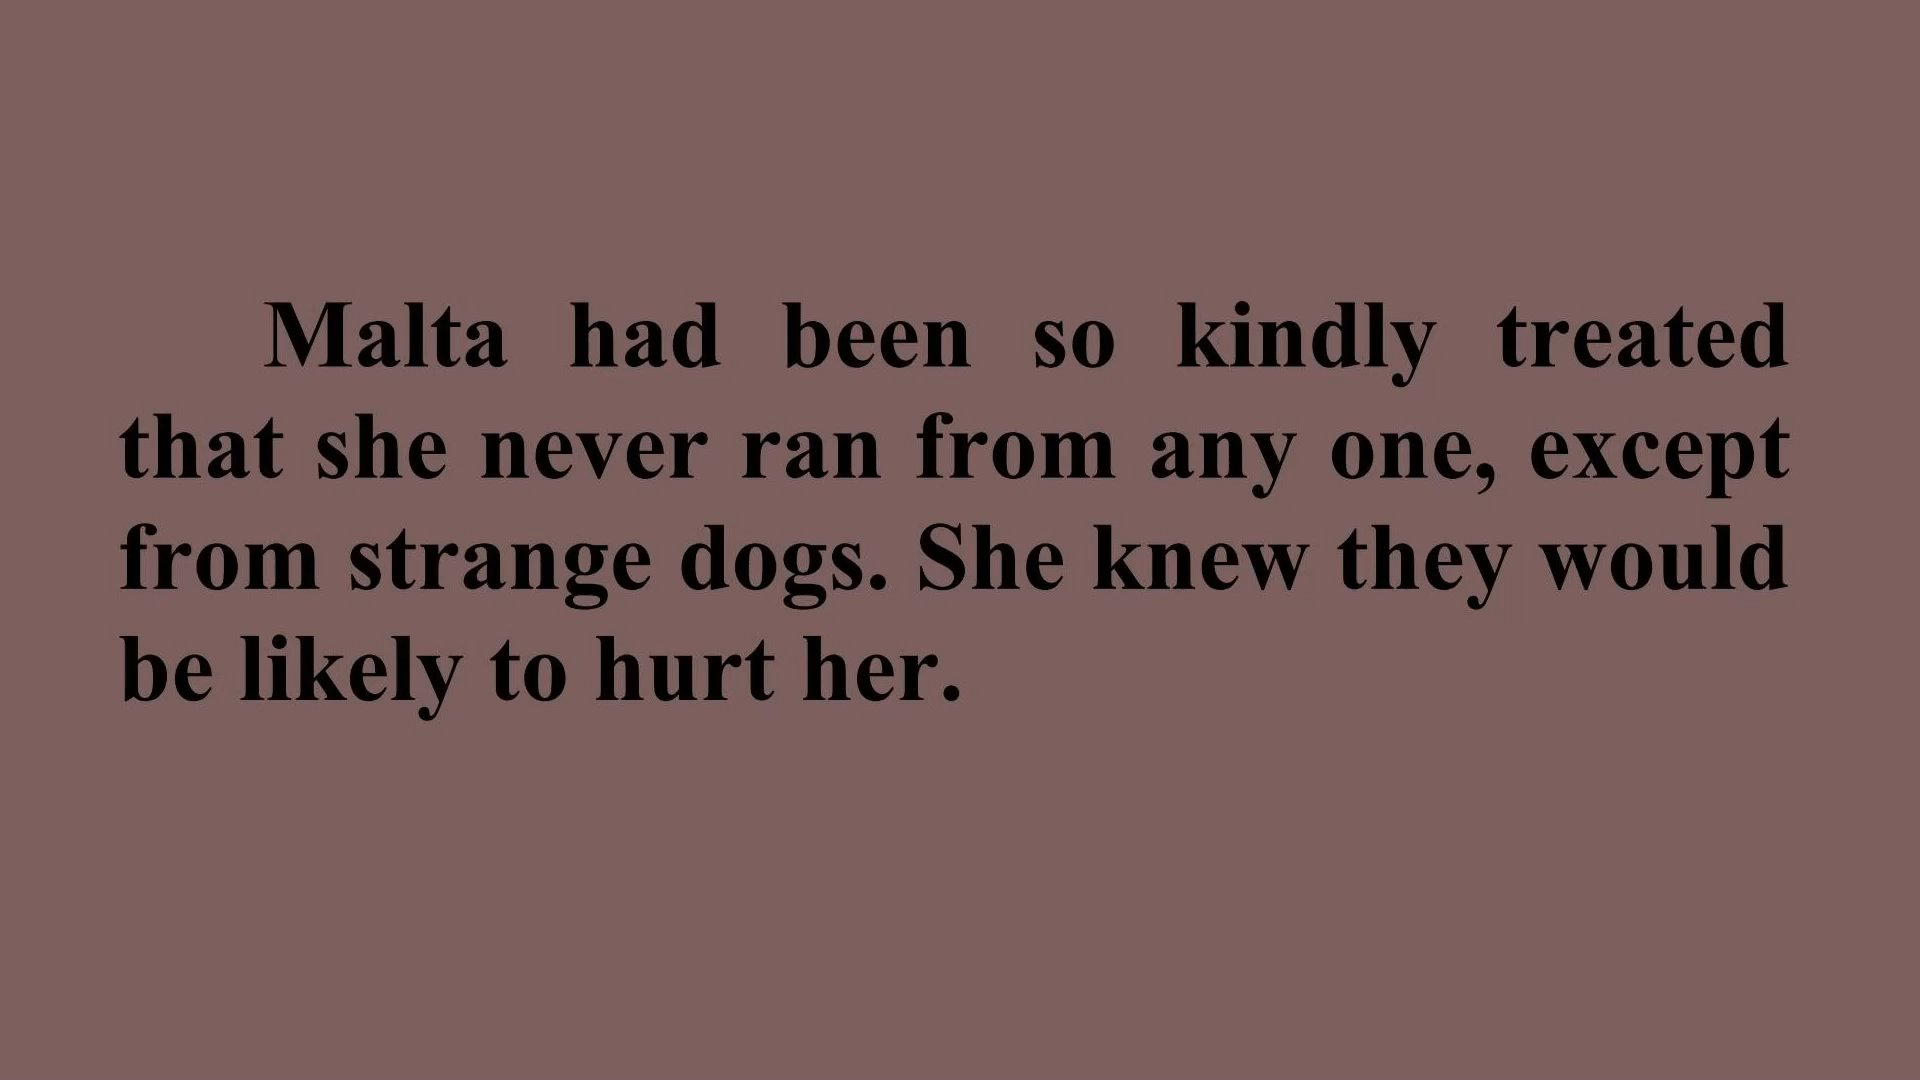 Malta had been so kindly treated
that she never ran from any one, except
from strange dogs. She knew they would
be likely to hurt her.